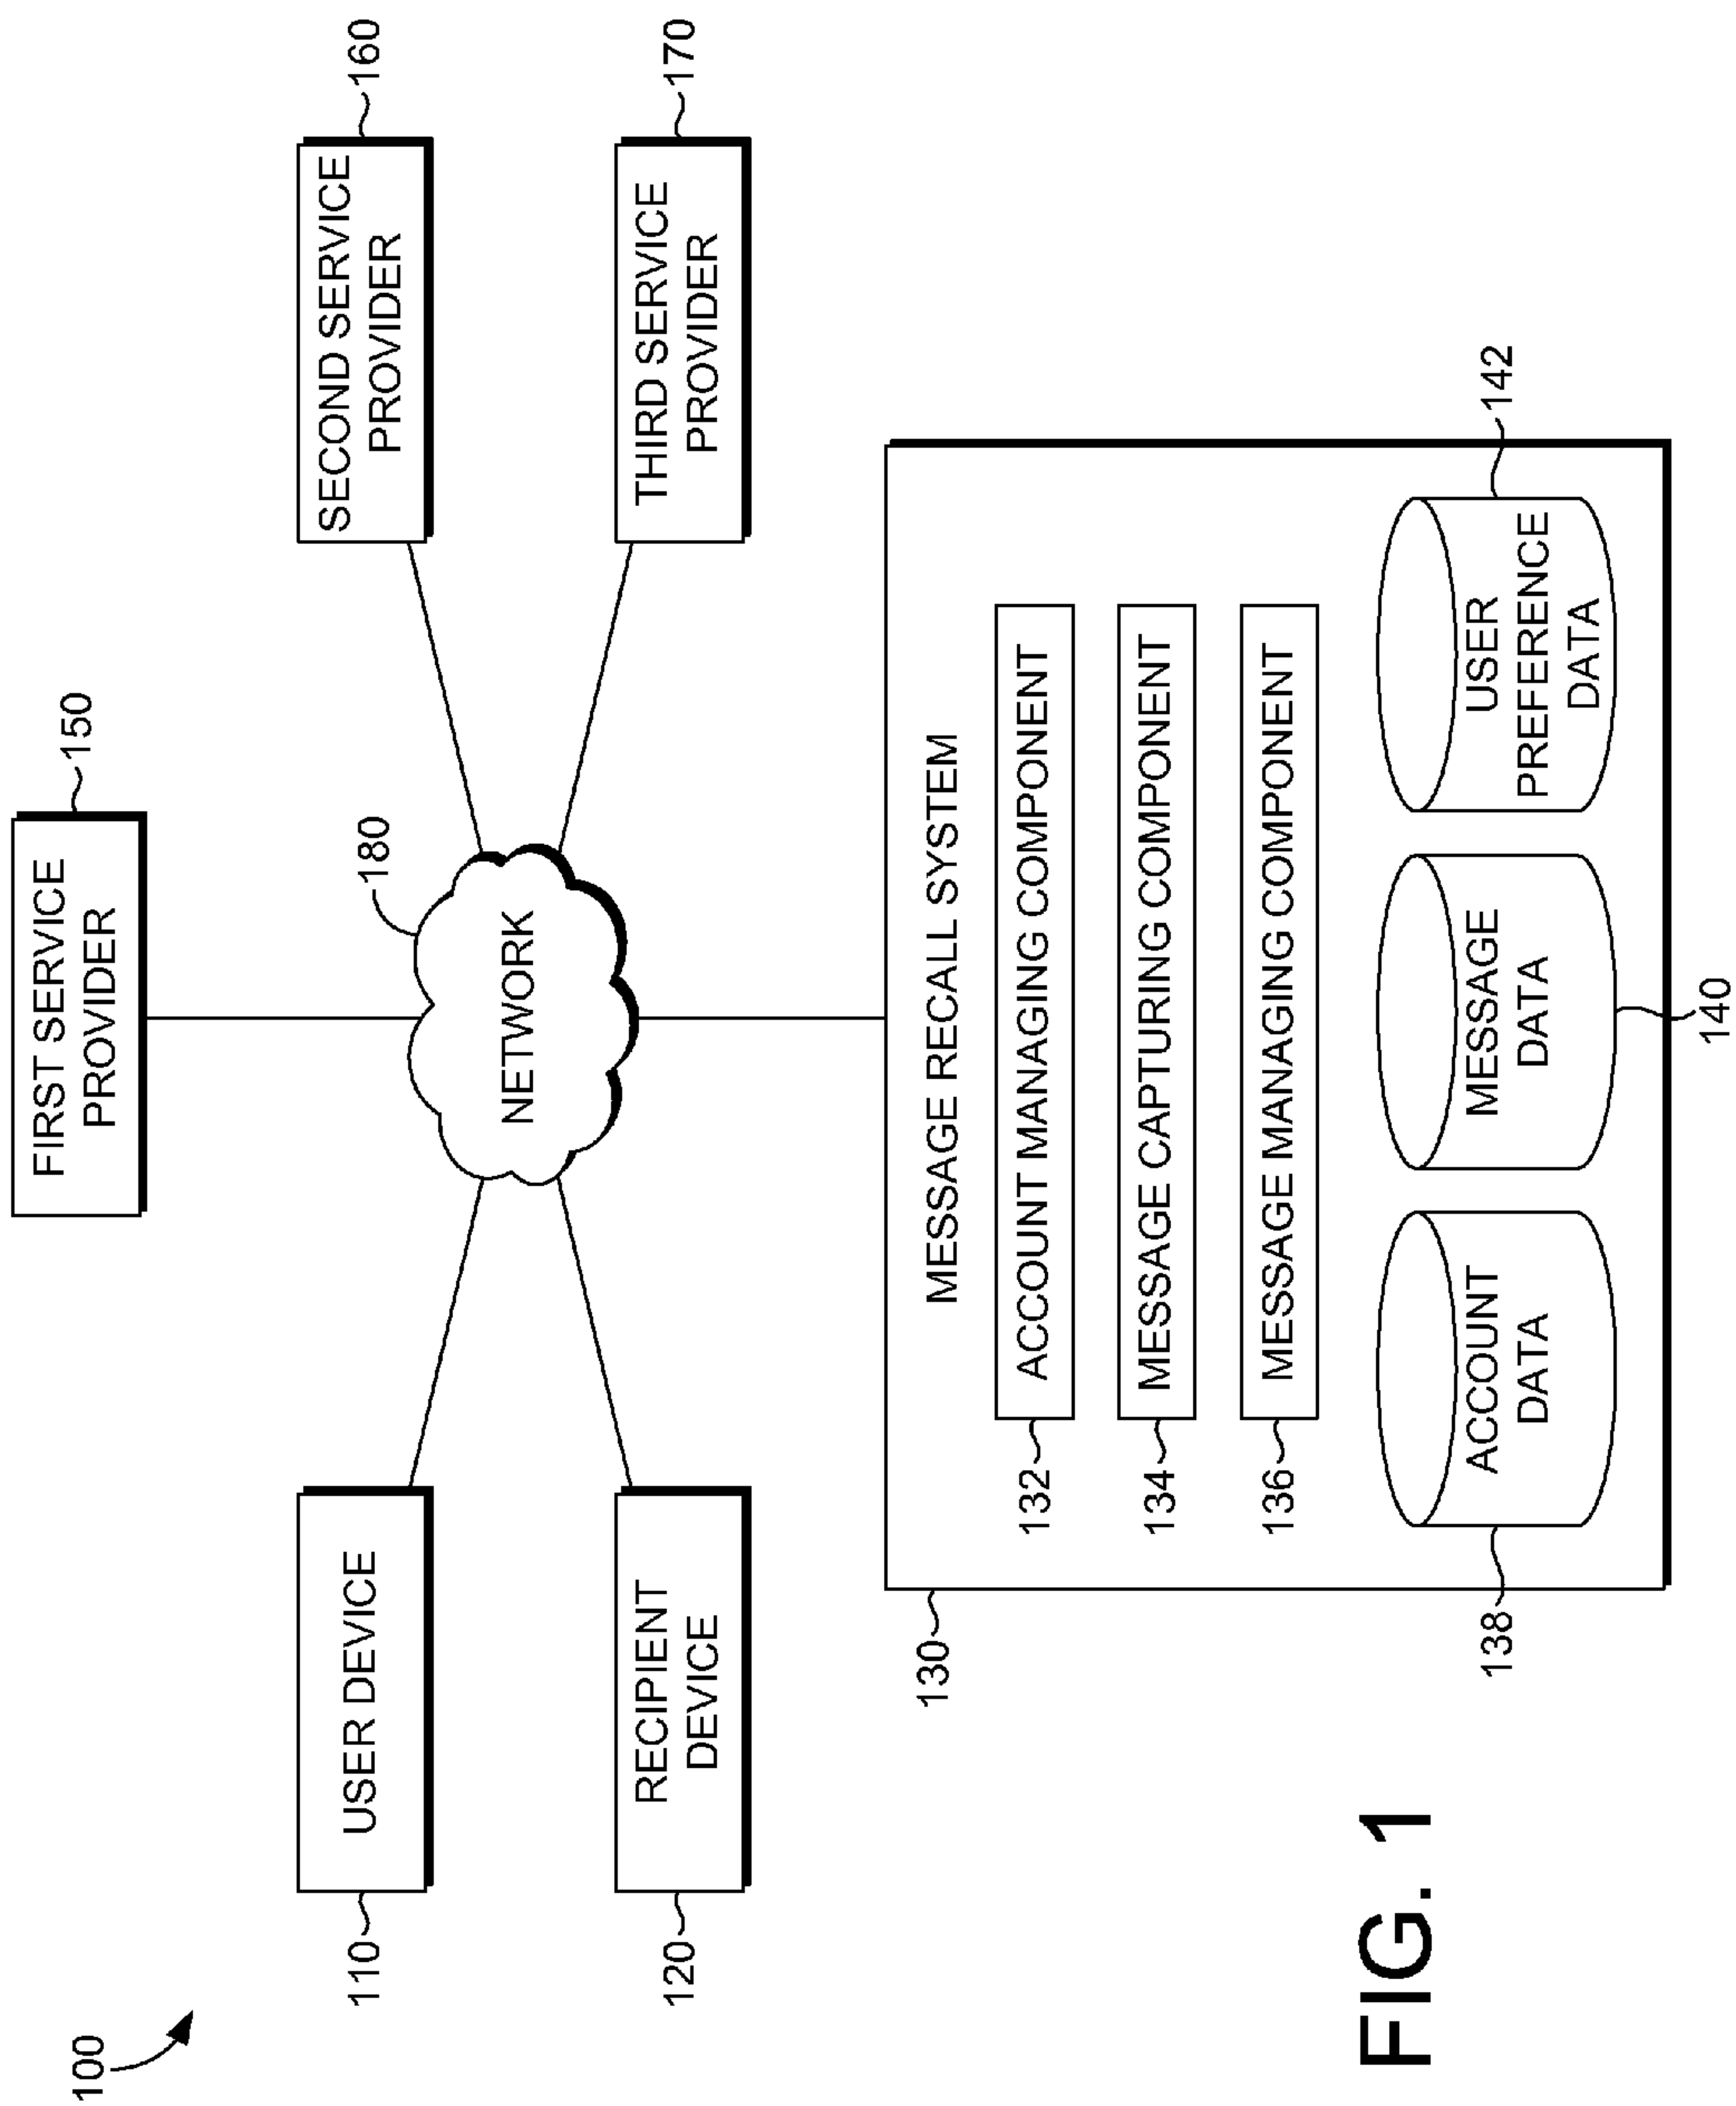 100
FIRST SERVICE
PROVIDER
150
110
USER DEVICE
180
SECOND SERVICE
PROVIDER
160
NETWORK
120
RECIPIENT
DEVICE
THIRD SERVICE
PROVIDER
170
130
MESSAGE RECALL SYSTEM
132
ACCOUNT MANAGING COMPONENT
134
MESSAGE CAPTURING COMPONENT
136
MESSAGE MANAGING COMPONENT
138
ACCOUNT
DATA
MESSAGE
DATA
USER
PREFERENCE
DATA
142
140
FIG. 1